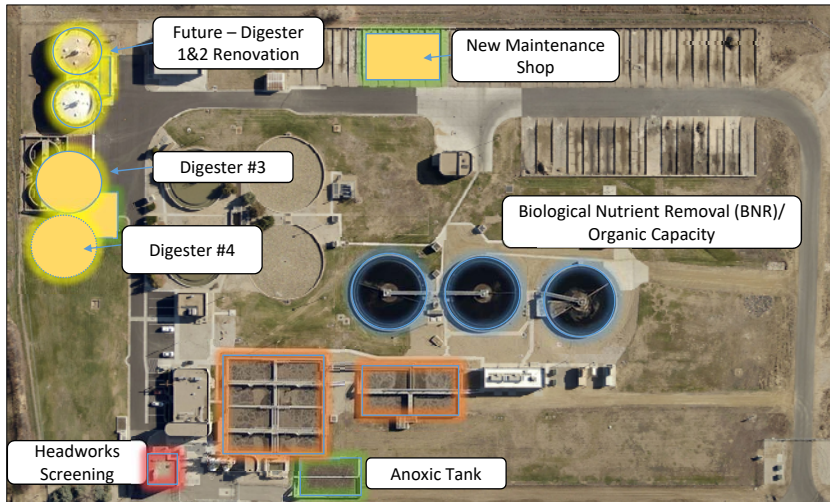 Future – Digester
1&2 Renovation
New Maintenance
Shop
Digester #3
Biological Nutrient Removal (BNR)/
Organic Capacity
Digester #4
Headworks
Screening
Anoxic Tank